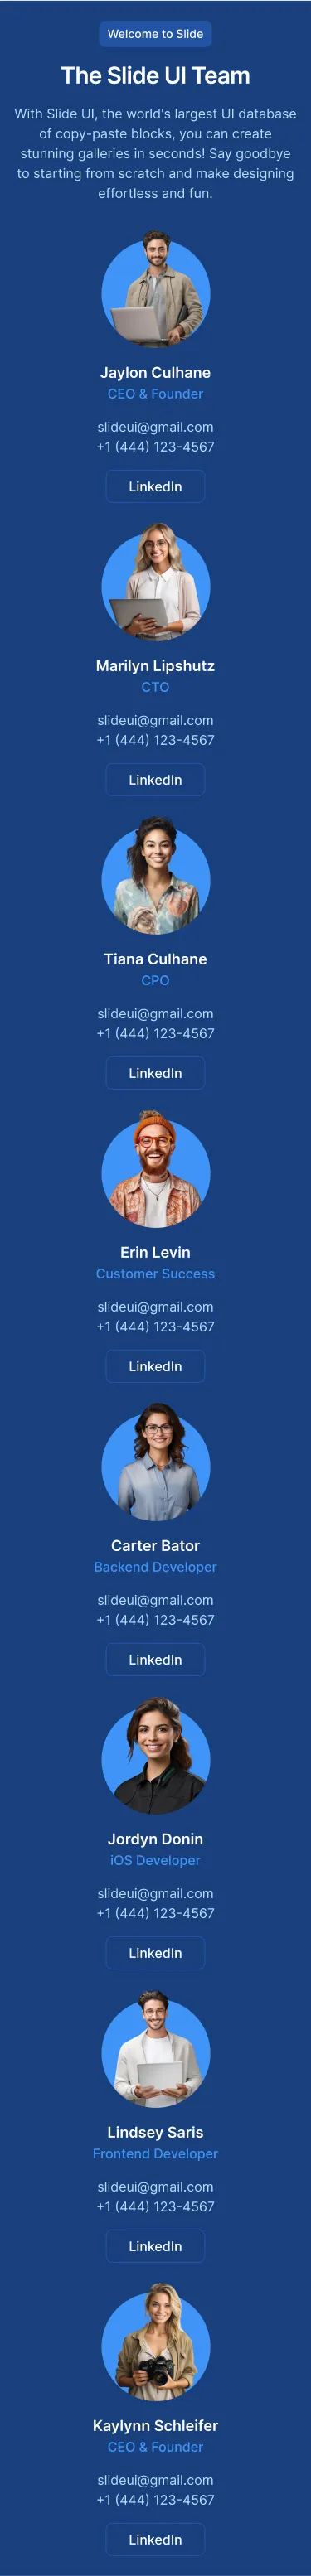 Welcome to Slide
The Slide UI Team
With Slide UI, the world's largest UI database
of copy-paste blocks, you can create
stunning galleries in seconds! Say goodbye
to starting from scratch and make designing
effortless and fun.
Jaylon Culhane
CEO & Founder
slideui@gmail.com
+1 (444) 123-4567
LinkedIn
Marilyn Lipshutz
CTO
slideui@gmail.com
+1 (444) 123-4567
LinkedIn
Tiana Culhane
CPO
slideui@gmail.com
+1 (444) 123-4567
LinkedIn
Erin Levin
Customer Success
slideui@gmail.com
+1 (444) 123-4567
LinkedIn
Carter Bator
Backend Developer
slideui@gmail.com
+1 (444) 123-4567
LinkedIn
Jordyn Donin
iOS Developer
slideui@gmail.com
+1 (444) 123-4567
LinkedIn
Lindsey Saris
Frontend Developer
slideui@gmail.com
+1 (444) 123-4567
LinkedIn
Kaylynn Schleifer
CEO & Founder
slideui@gmail.com
+1 (444) 123-4567
LinkedIn